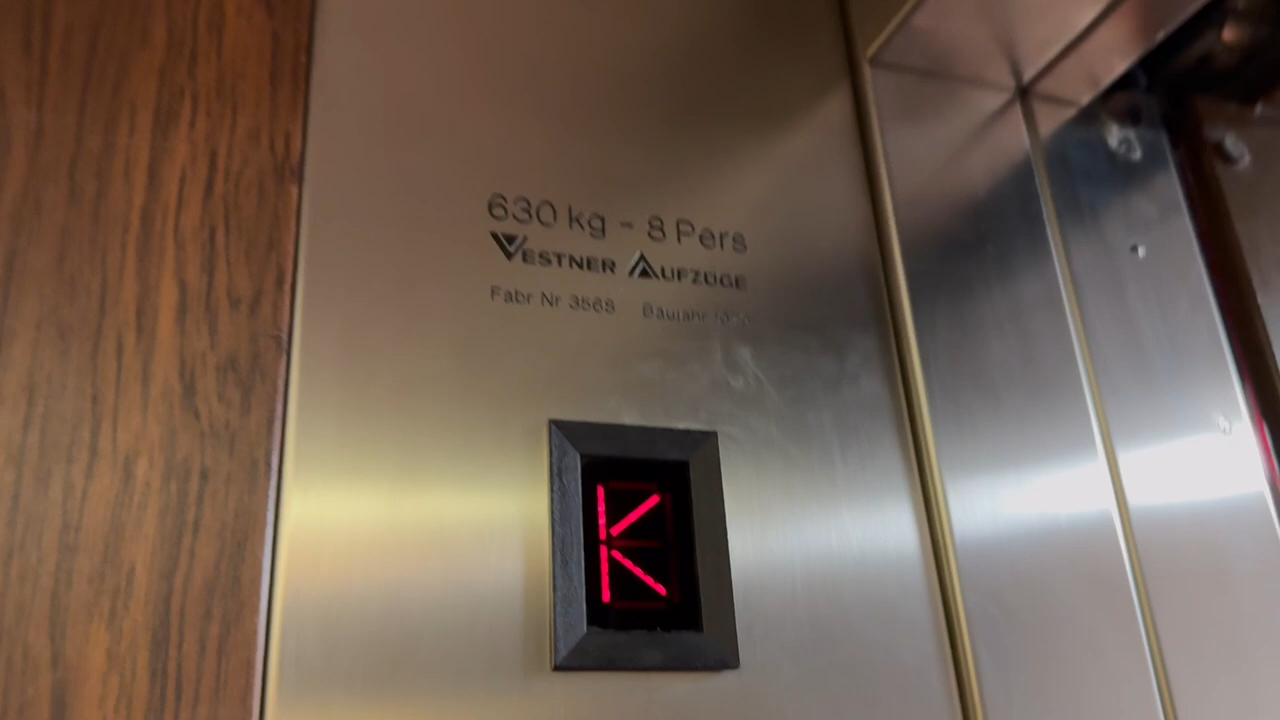 630 kg - 8 Pers
VESTNER AUFZÜGE
Fabr Nr 3568 Baujahr
K